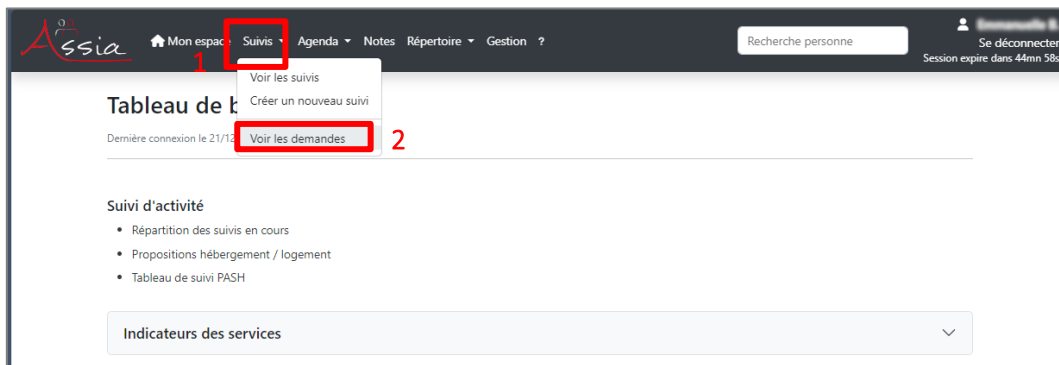 Assia
Mon espace Suivis Agenda Notes Répertoire Gestion ?
Recherche personne
Se déconnecter
Session expire dans 44mn 58s
1
Voir les suivis
Créer un nouveau suivi
Voir les demandes
2
Tableau de b
Dernière connexion le 21/12
Suivi d'activité
• Répartition des suivis en cours
• Propositions hébergement / logement
• Tableau de suivi PASH
Indicateurs des services